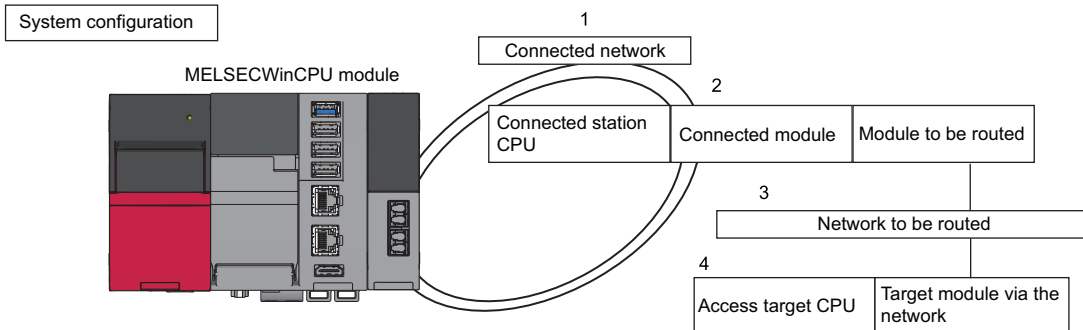 System configuration
1
Connected network
MELSECWinCPU module
2
Connected station
CPU
Connected module
Module to be routed
3
Network to be routed
4
Access target CPU
Target module via the
network